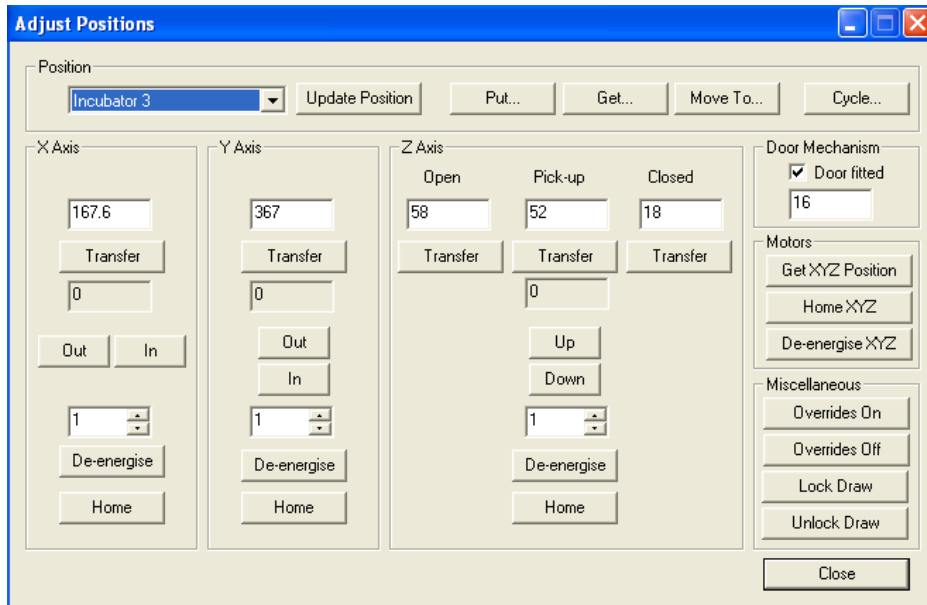 Adjust Positions
Position
Incubator 3
Update Position
Put...
Get...
Move To...
Cycle...
X Axis
167.6
Transfer
0
Out
In
1
De-energise
Home
Y Axis
367
Transfer
0
Out
In
1
De-energise
Home
Z Axis
Open
Pick-up
Closed
58
52
18
Transfer
Transfer
Transfer
0
Up
Down
1
De-energise
Home
Door Mechanism
Door fitted
16
Motors
Get XYZ Position
Home XYZ
De-energise XYZ
Miscellaneous
Overrides On
Overrides Off
Lock Draw
Unlock Draw
Close